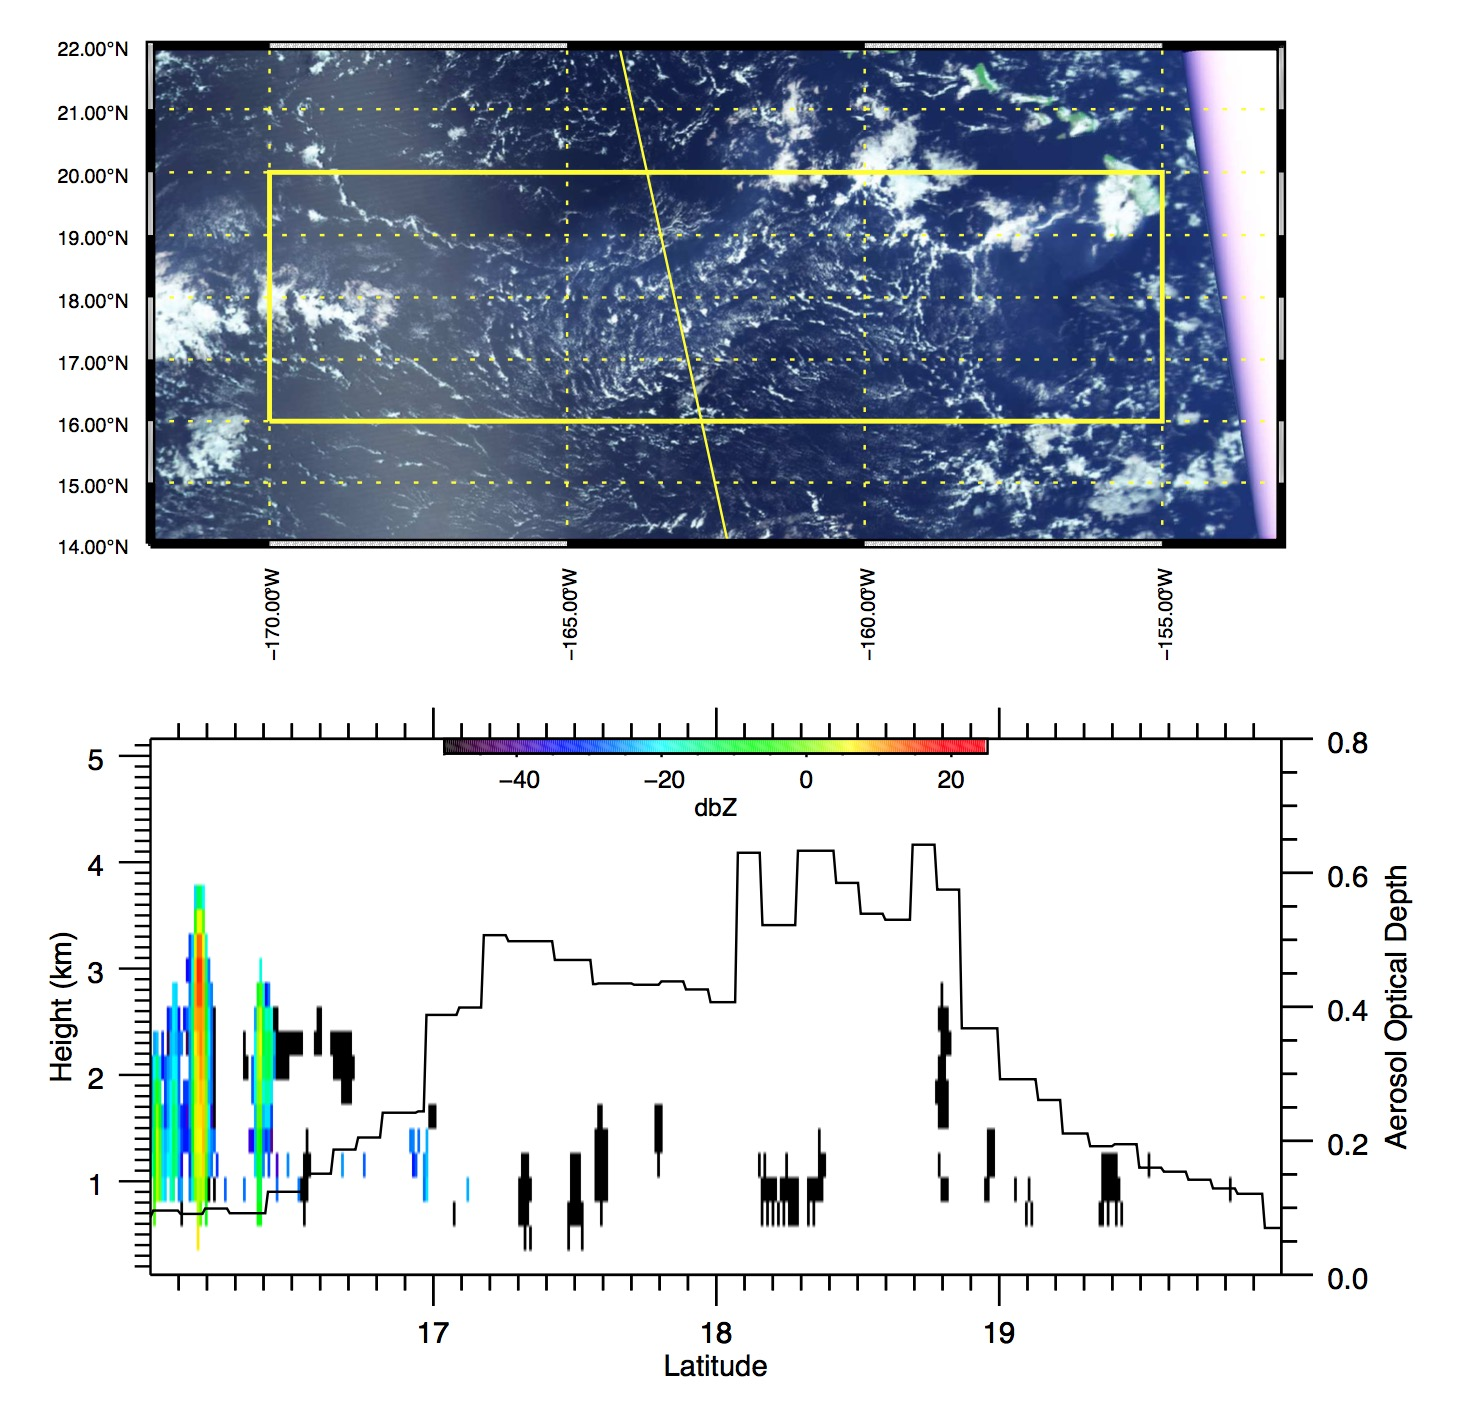 22.00°N
21.00°N
20.00°N
19.00°N
18.00°N
17.00°N
16.00°N
15.00°N
14.00°N
−170.00°W
−165.00°W
−160.00°W
−155.00°W
5
4
3
2
1
Height (km)
−40 −20 0 20
dbZ
0.8
0.6
0.4
0.2
0.0
Aerosol Optical Depth
17 18 19
Latitude